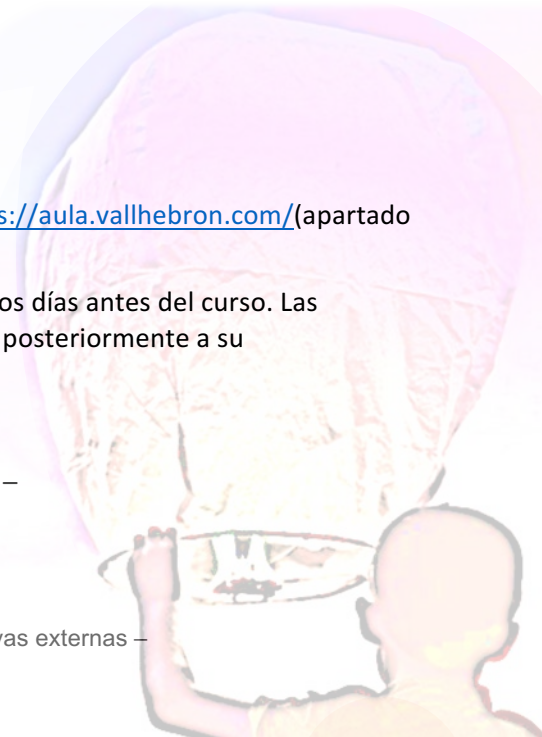 s://aula.vallhebron.com/(apartado
os días antes del curso. Las
posteriormente a su
–
vas externas –